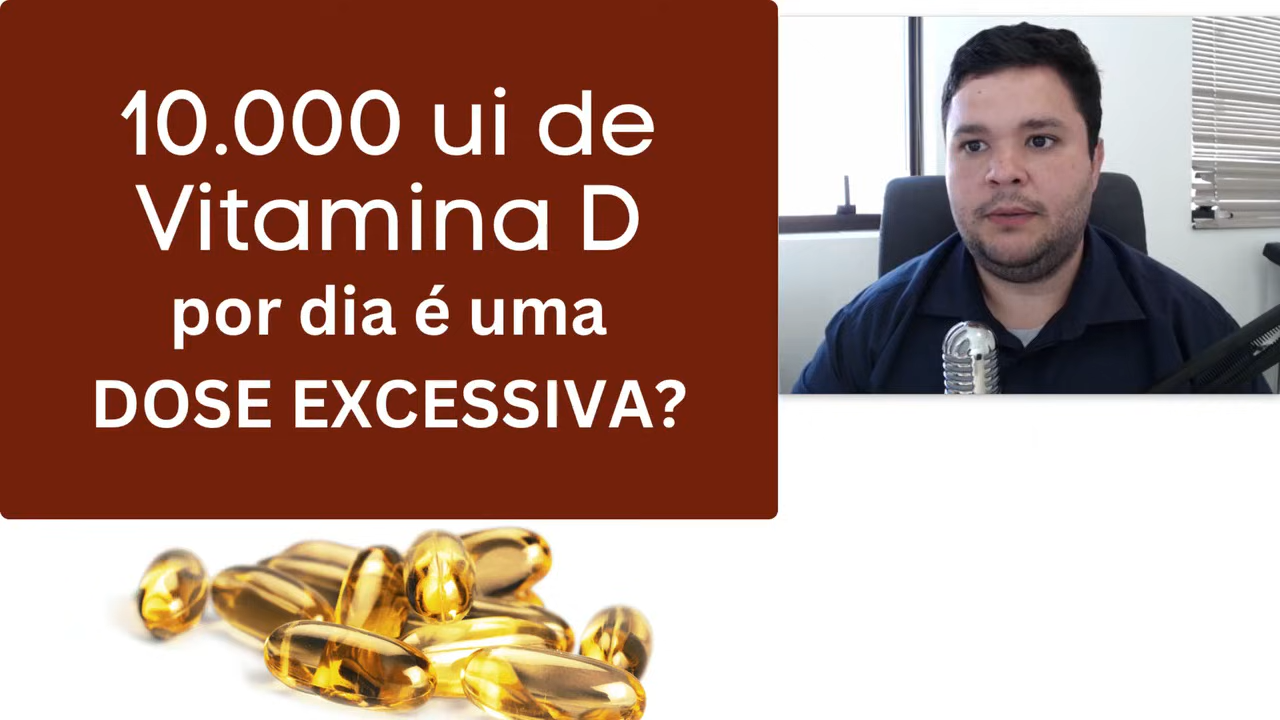 10.000 ui de
Vitamina D
por dia é uma
DOSE EXCESSIVA?